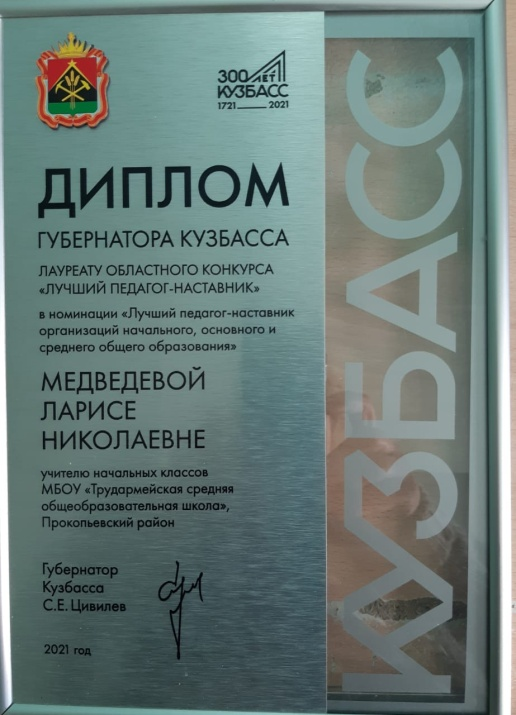 300 ЛЕТ
КУЗБАСС
1721 2021
ДИПЛОМ
ГУБЕРНАТОРА КУЗБАССА
ЛАУРЕАТУ ОБЛАСТНОГО КОНКУРСА
«ЛУЧШИЙ ПЕДАГОГ-НАСТАВНИК»
в номинации «Лучший педагог-наставник
организаций начального, основного и
среднего общего образования»
МЕДВЕДЕВОЙ
ЛАРИСЕ
НИКОЛАЕВНЕ
учителю начальных классов
МБОУ «Трудармейская средняя
общеобразовательная школа»,
Прокопьевский район
Губернатор
Кузбасса
С.Е. Цивилев
2021 год
КУЗБАСС